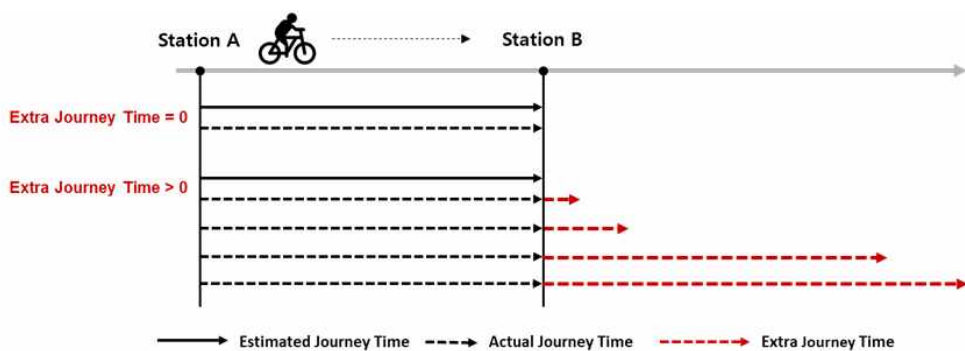 Station A
Station B
Extra Journey Time = 0
Extra Journey Time > 0
Estimated Journey Time
Actual Journey Time
Extra Journey Time